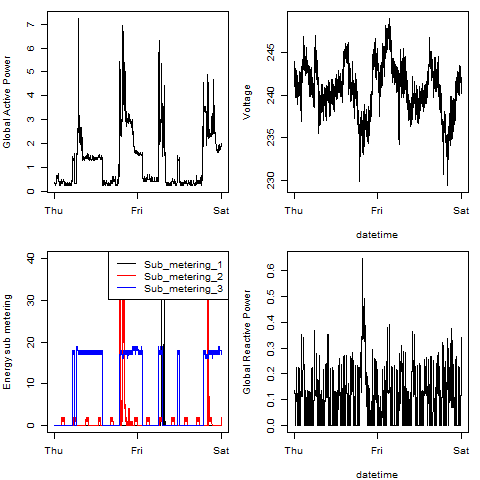 Global Active Power
7
6
5
4
3
2
1
0
Thu
Fri
Sat
Voltage
245
240
235
230
Thu
Fri
Sat
datetime
Energy sub metering
40
30
20
10
0
Sub_metering_1
Sub_metering_2
Sub_metering_3
Thu
Fri
Sat
Global Reactive Power
0.6
0.5
0.4
0.3
0.2
0.1
0.0
Thu
Fri
Sat
datetime